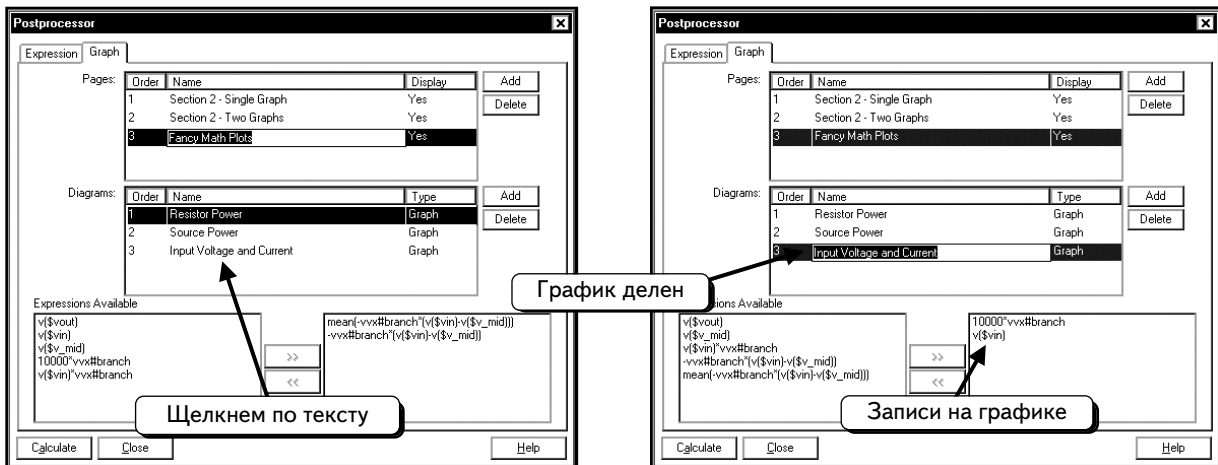 Postprocessor
Expression Graph
Pages:
Order Name Display
1 Section 2 - Single Graph Yes
2 Section 2 - Two Graphs Yes
3 Fancy Math Plots Yes
Add
Delete
Diagrams:
Order Name Type
1 Resistor Power Graph
2 Source Power Graph
3 Input Voltage and Current Graph
Add
Delete
Expressions Available
v($vout)
v($vin)
v($v_mid)
10000*vvx#branch
v($vin)*vvx#branch
>>
<<
mean(-vvx#branch*(v($vin)-v($v_mid)))
-vvx#branch*(v($vin)-v($v_mid))
Щелкнем по тексту
Calculate Close Help
Postprocessor
Expression Graph
Pages:
Order Name Display
1 Section 2 - Single Graph Yes
2 Section 2 - Two Graphs Yes
3 Fancy Math Plots Yes
Add
Delete
Diagrams:
Order Name Type
1 Resistor Power Graph
2 Source Power Graph
3 Input Voltage and Current Graph
Add
Delete
График делен
sions Available
v($vout)
v($v_mid)
v($vin)*vvx#branch
-vvx#branch*(v($vin)-v($v_mid))
mean(-vvx#branch*(v($vin)-v($v_mid)))
>>
<<
10000*vvx#branch
v($vin)
Записи на графике
Calculate Close Help